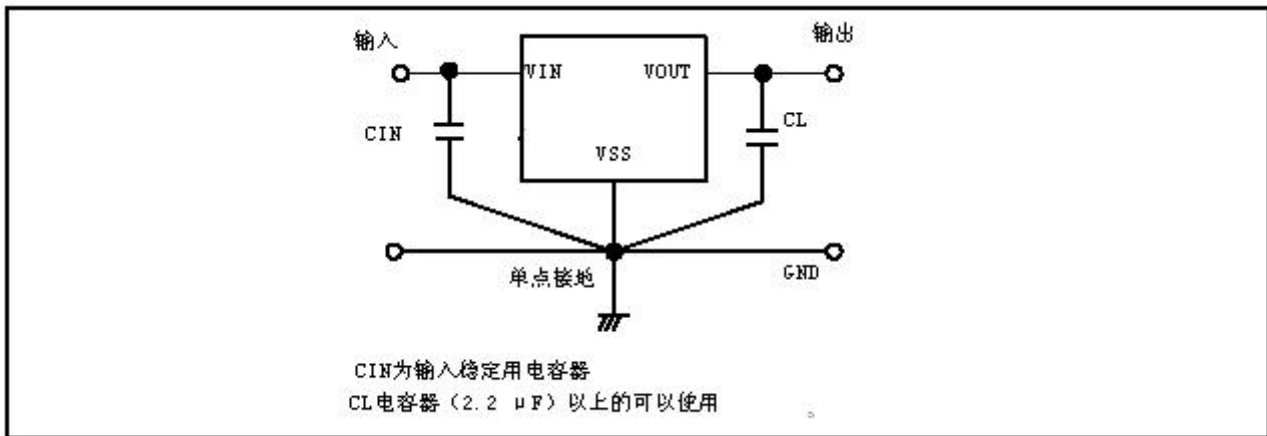 输入
输出
VIN
VOUT
CIN
CL
VSS
单点接地
GND
CIN为输入稳定用电容器
CL电容器（2.2 μF）以上的可以使用